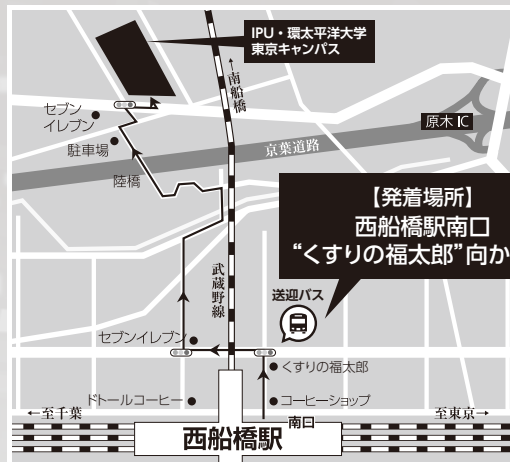 IPU・環太平洋大学
東京キャンパス
←南船橋
セブン
イレブン
駐車場
陸橋
京葉道路
原木 IC
【発着場所】
西船橋駅南口
“くすりの福太郎”向か
武蔵野線
送迎バス
セブンイレブン
くすりの福太郎
ドトールコーヒー
コーヒーショップ
←至千葉
南口
至東京→
西船橋駅